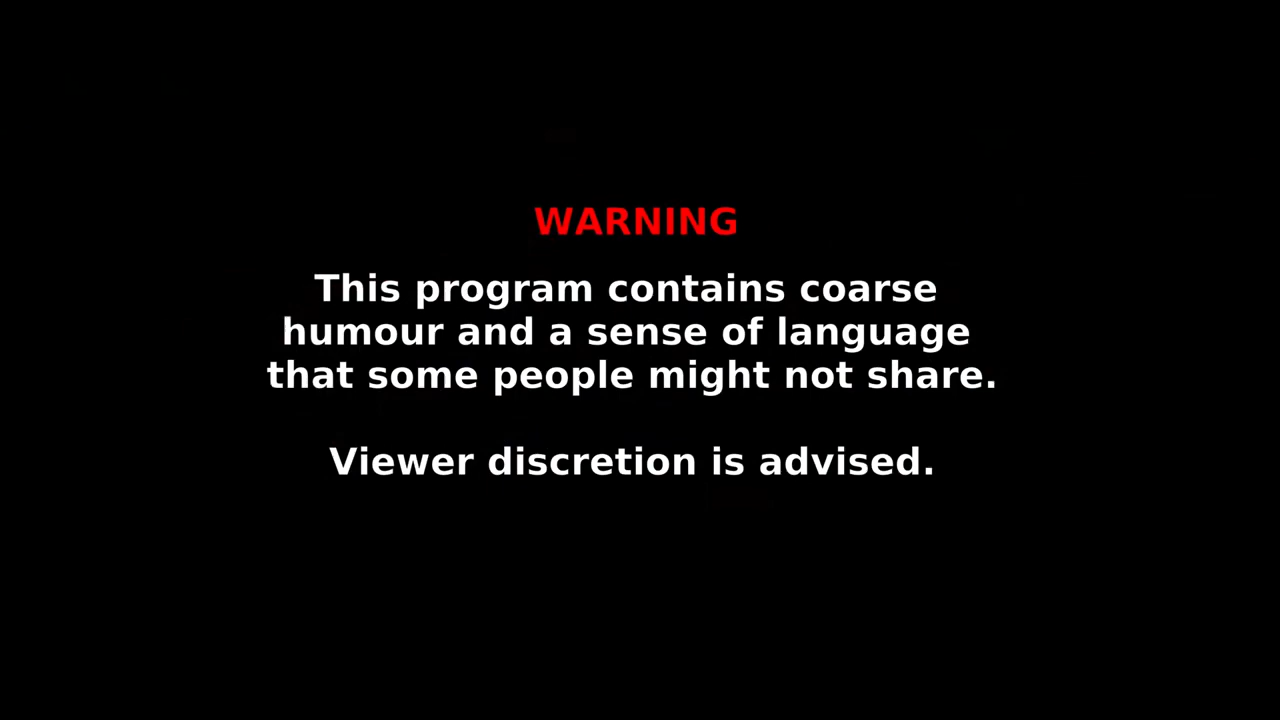 WARNING
This program contains coarse
humour and a sense of language
that some people might not share.
Viewer discretion is advised.